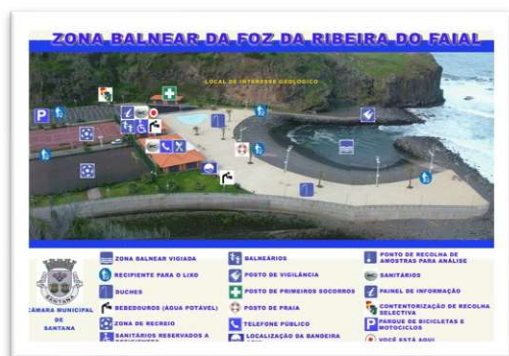 ZONA BALNEAR DA FOZ DA RIBEIRA DO FAIAL
LOCAL DE INTERESSE GEOLÓGICO
P
CÂMARA MUNICIPAL
DE
SANTANA
SANTANA
ZONA BALNEAR VIGIADA
RECIPIENTE PARA O LIXO
DUCHES
BEBEDOUROS (ÁGUA POTÁVEL)
ZONA DE RECREIO
SANITÁRIOS RESERVADOS A
BALNEÁRIOS
POSTO DE VIGILÂNCIA
POSTO DE PRIMEIROS SOCORROS
POSTO DE PRAIA
TELEFONE PÚBLICO
LOCALIZAÇÃO DA BANDEIRA
PONTO DE RECOLHA DE
AMOSTRAS PARA ANÁLISE
SANITÁRIOS
PAINEL DE INFORMAÇÃO
CONTENTORIZAÇÃO DE RECOLHA
SELECTIVA
P
PARQUE DE BICICLETAS E
MOTOCICLOS
VOCÊ ESTÁ AQUI